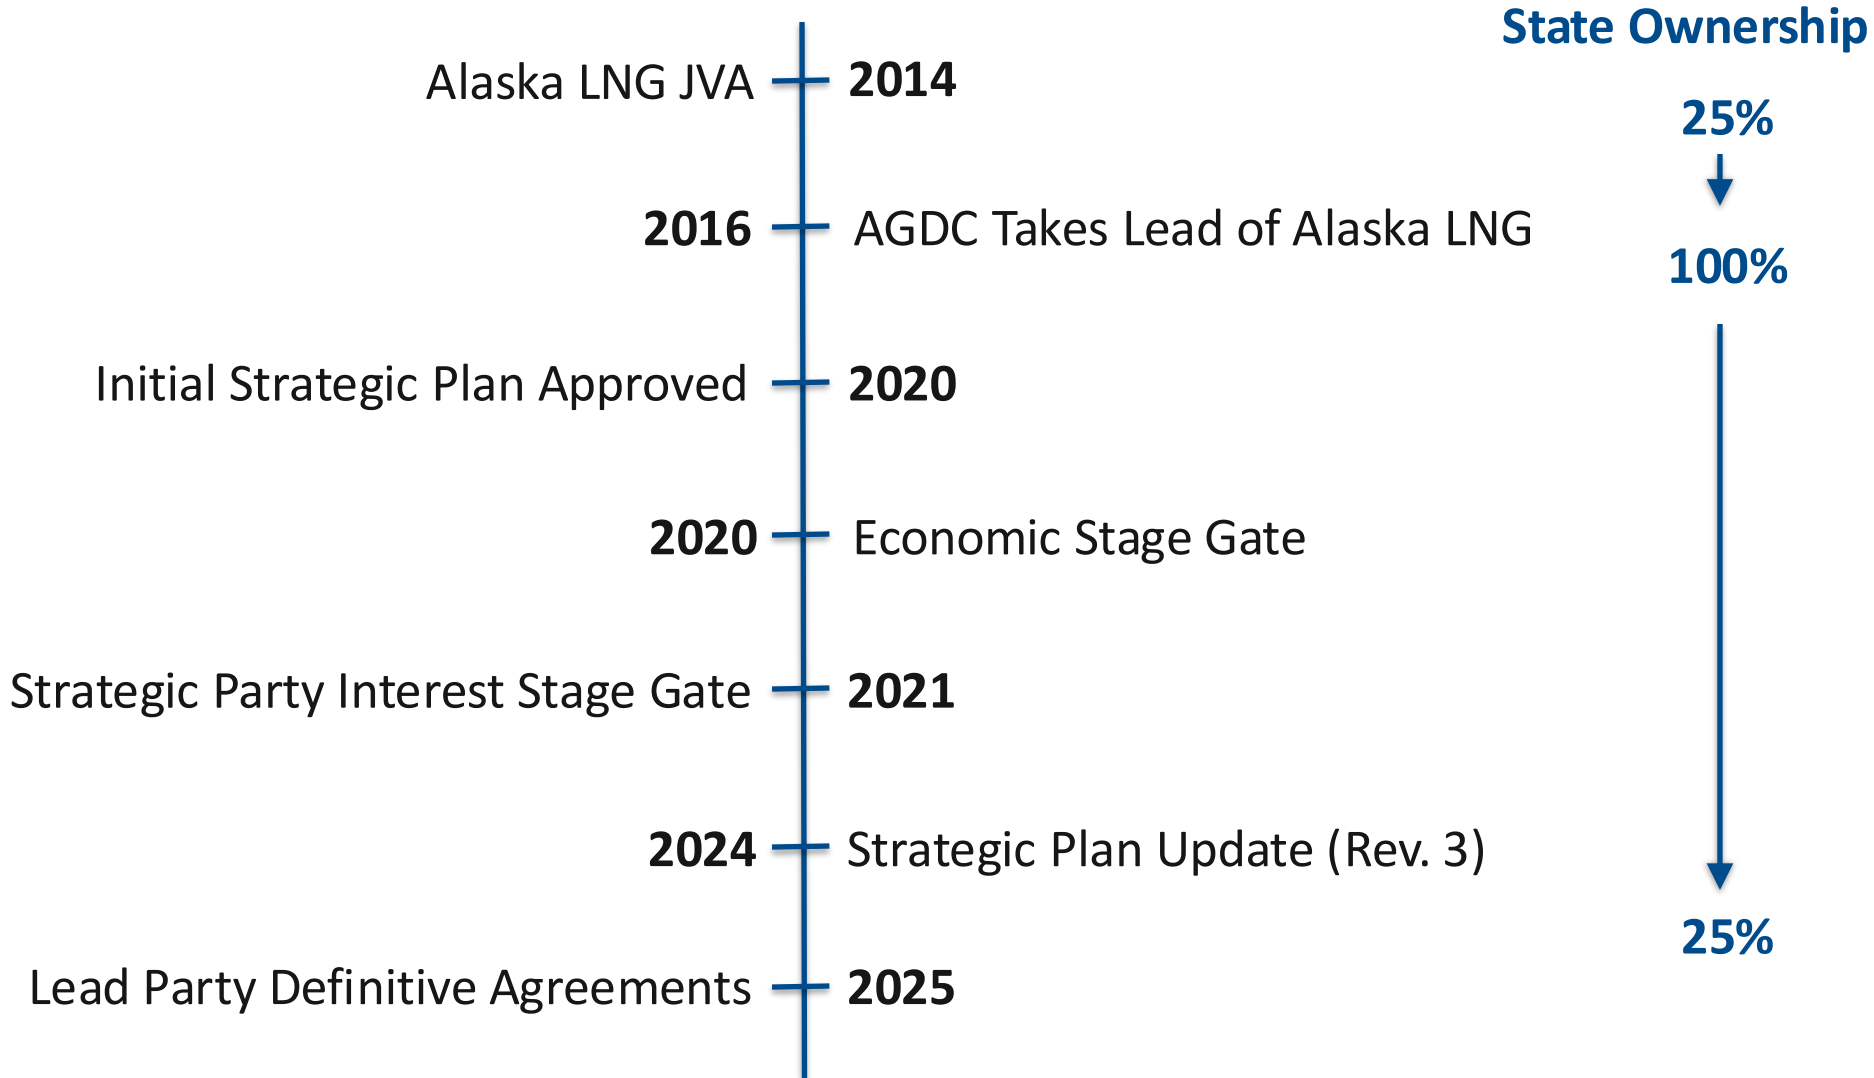 State Ownership
Alaska LNG JVA
2014
25%
2016
AGDC Takes Lead of Alaska LNG
100%
Initial Strategic Plan Approved
2020
2020
Economic Stage Gate
Strategic Party Interest Stage Gate
2021
2024
Strategic Plan Update (Rev. 3)
25%
Lead Party Definitive Agreements
2025